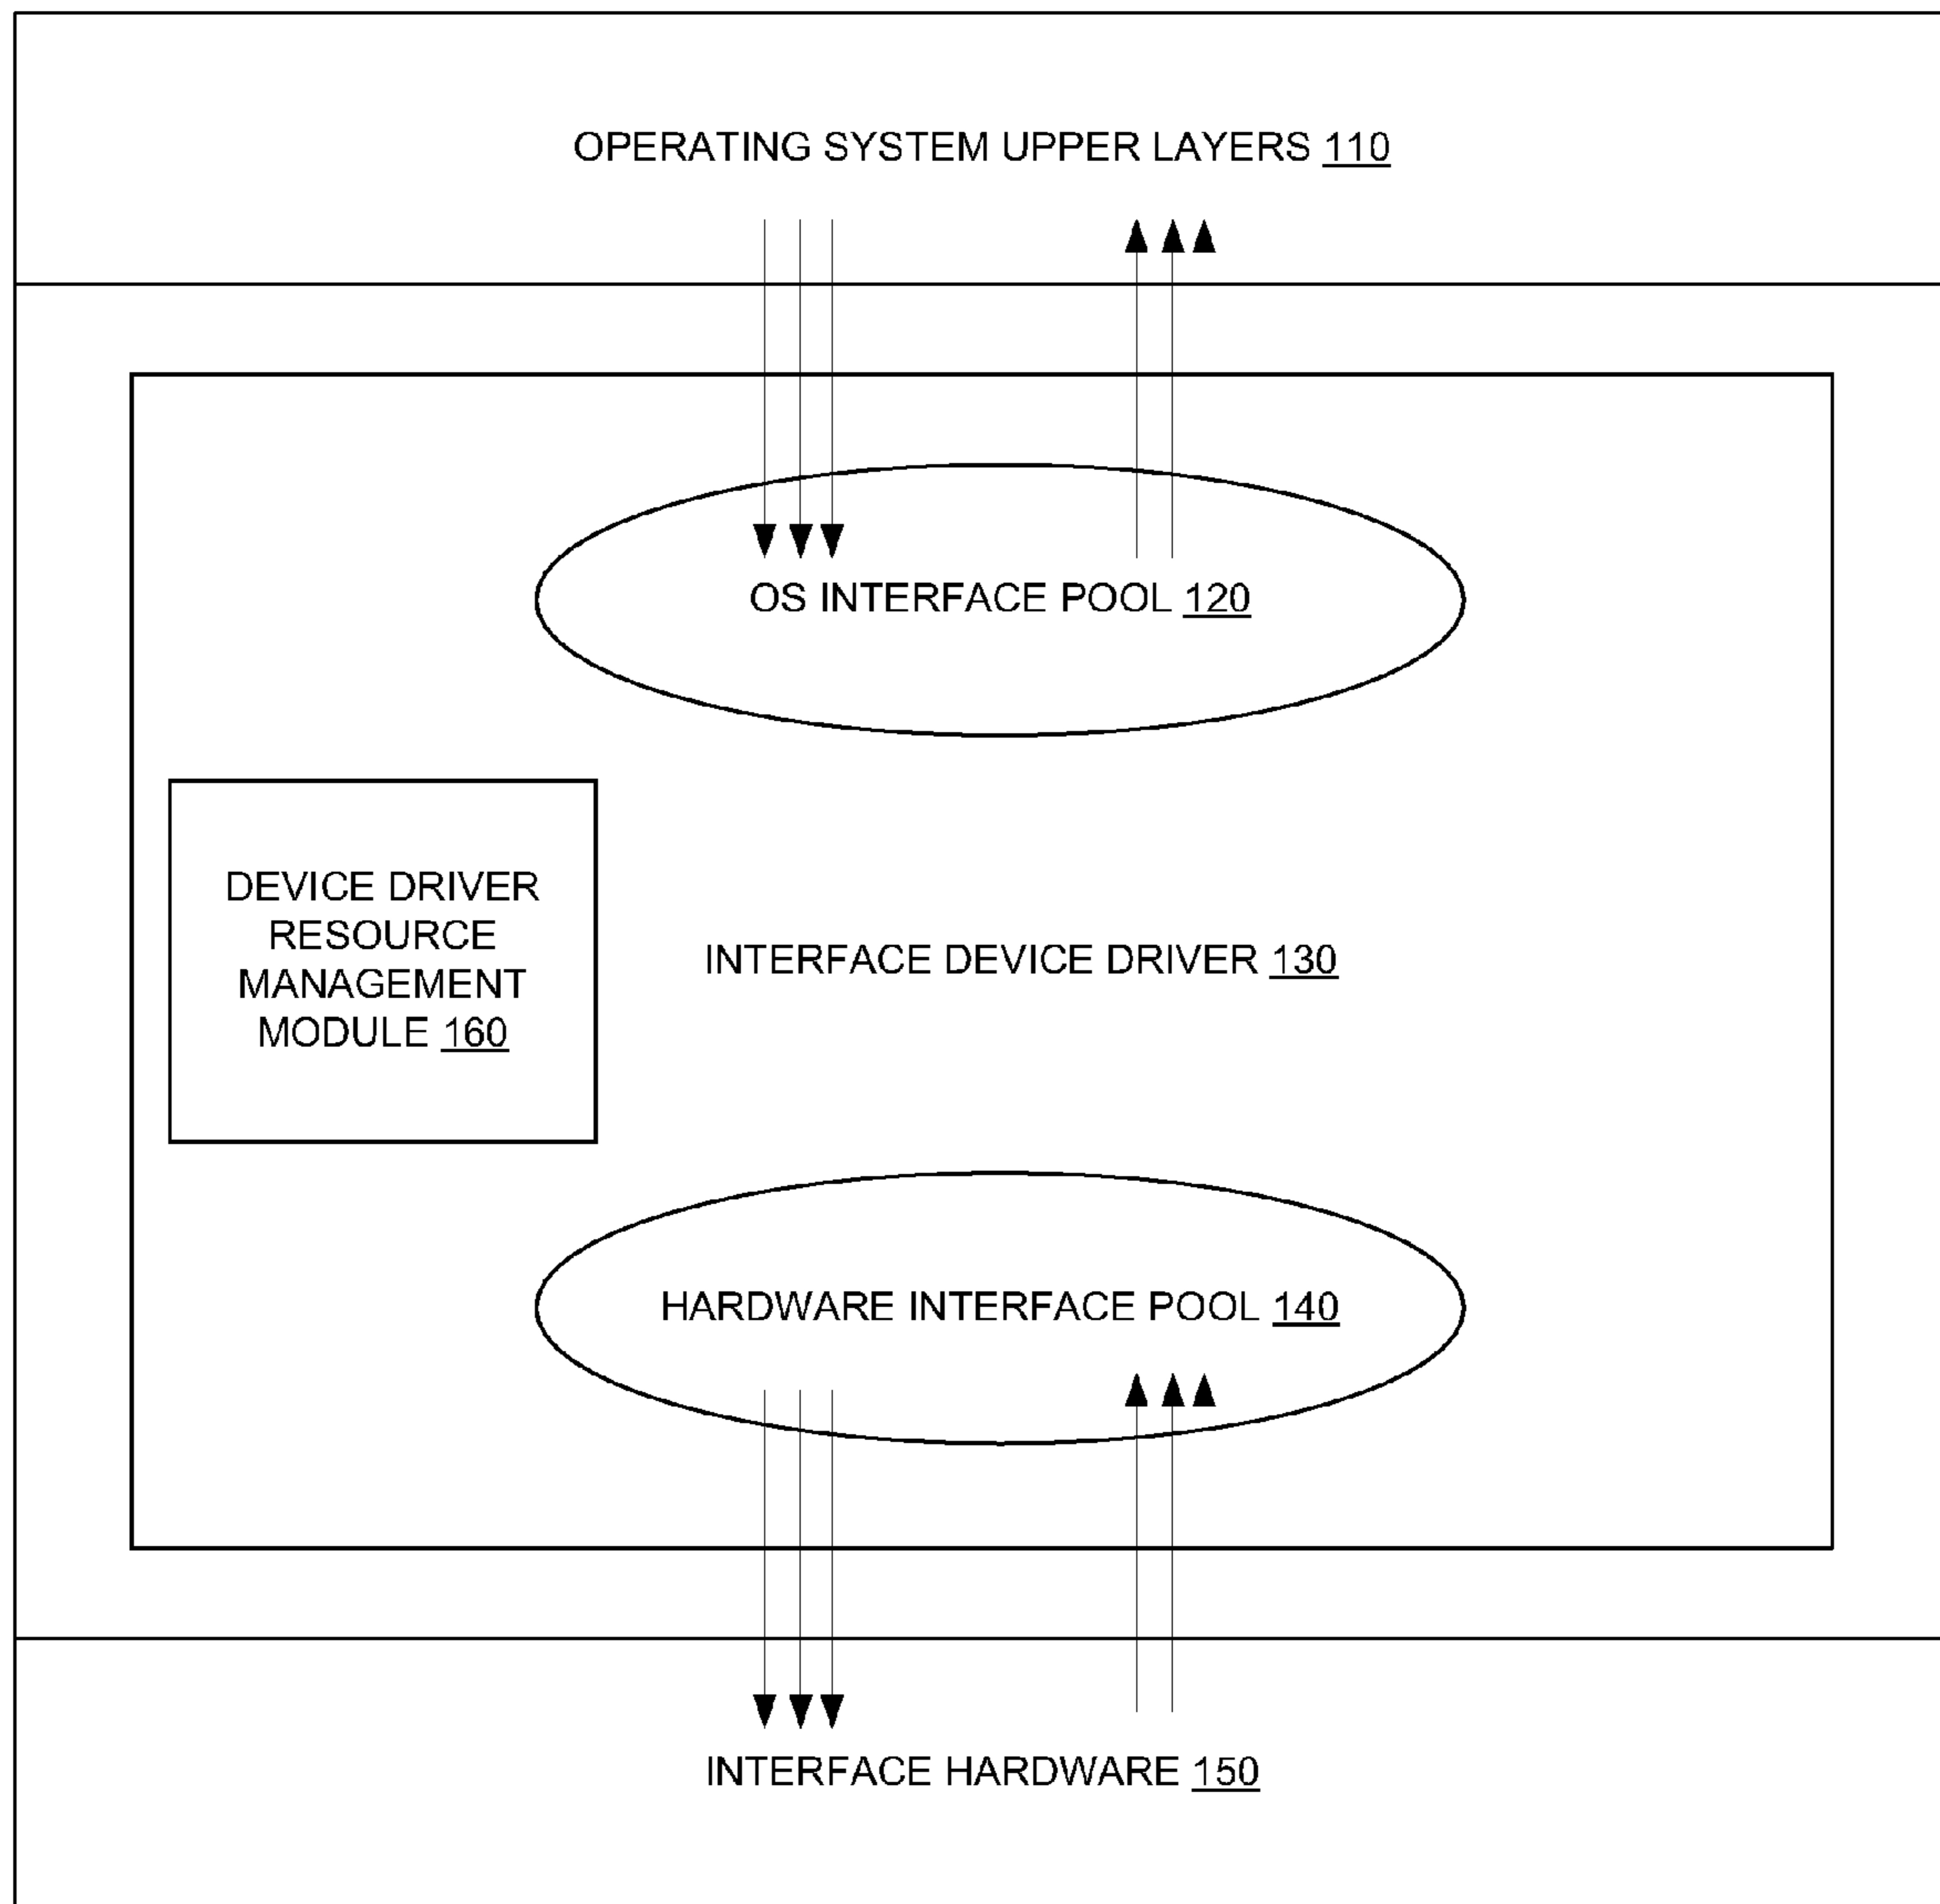 OPERATING SYSTEM UPPER LAYERS 110
OS INTERFACE POOL 120
DEVICE DRIVER
RESOURCE
MANAGEMENT
MODULE 160
INTERFACE DEVICE DRIVER 130
HARDWARE INTERFACE POOL 140
INTERFACE HARDWARE 150